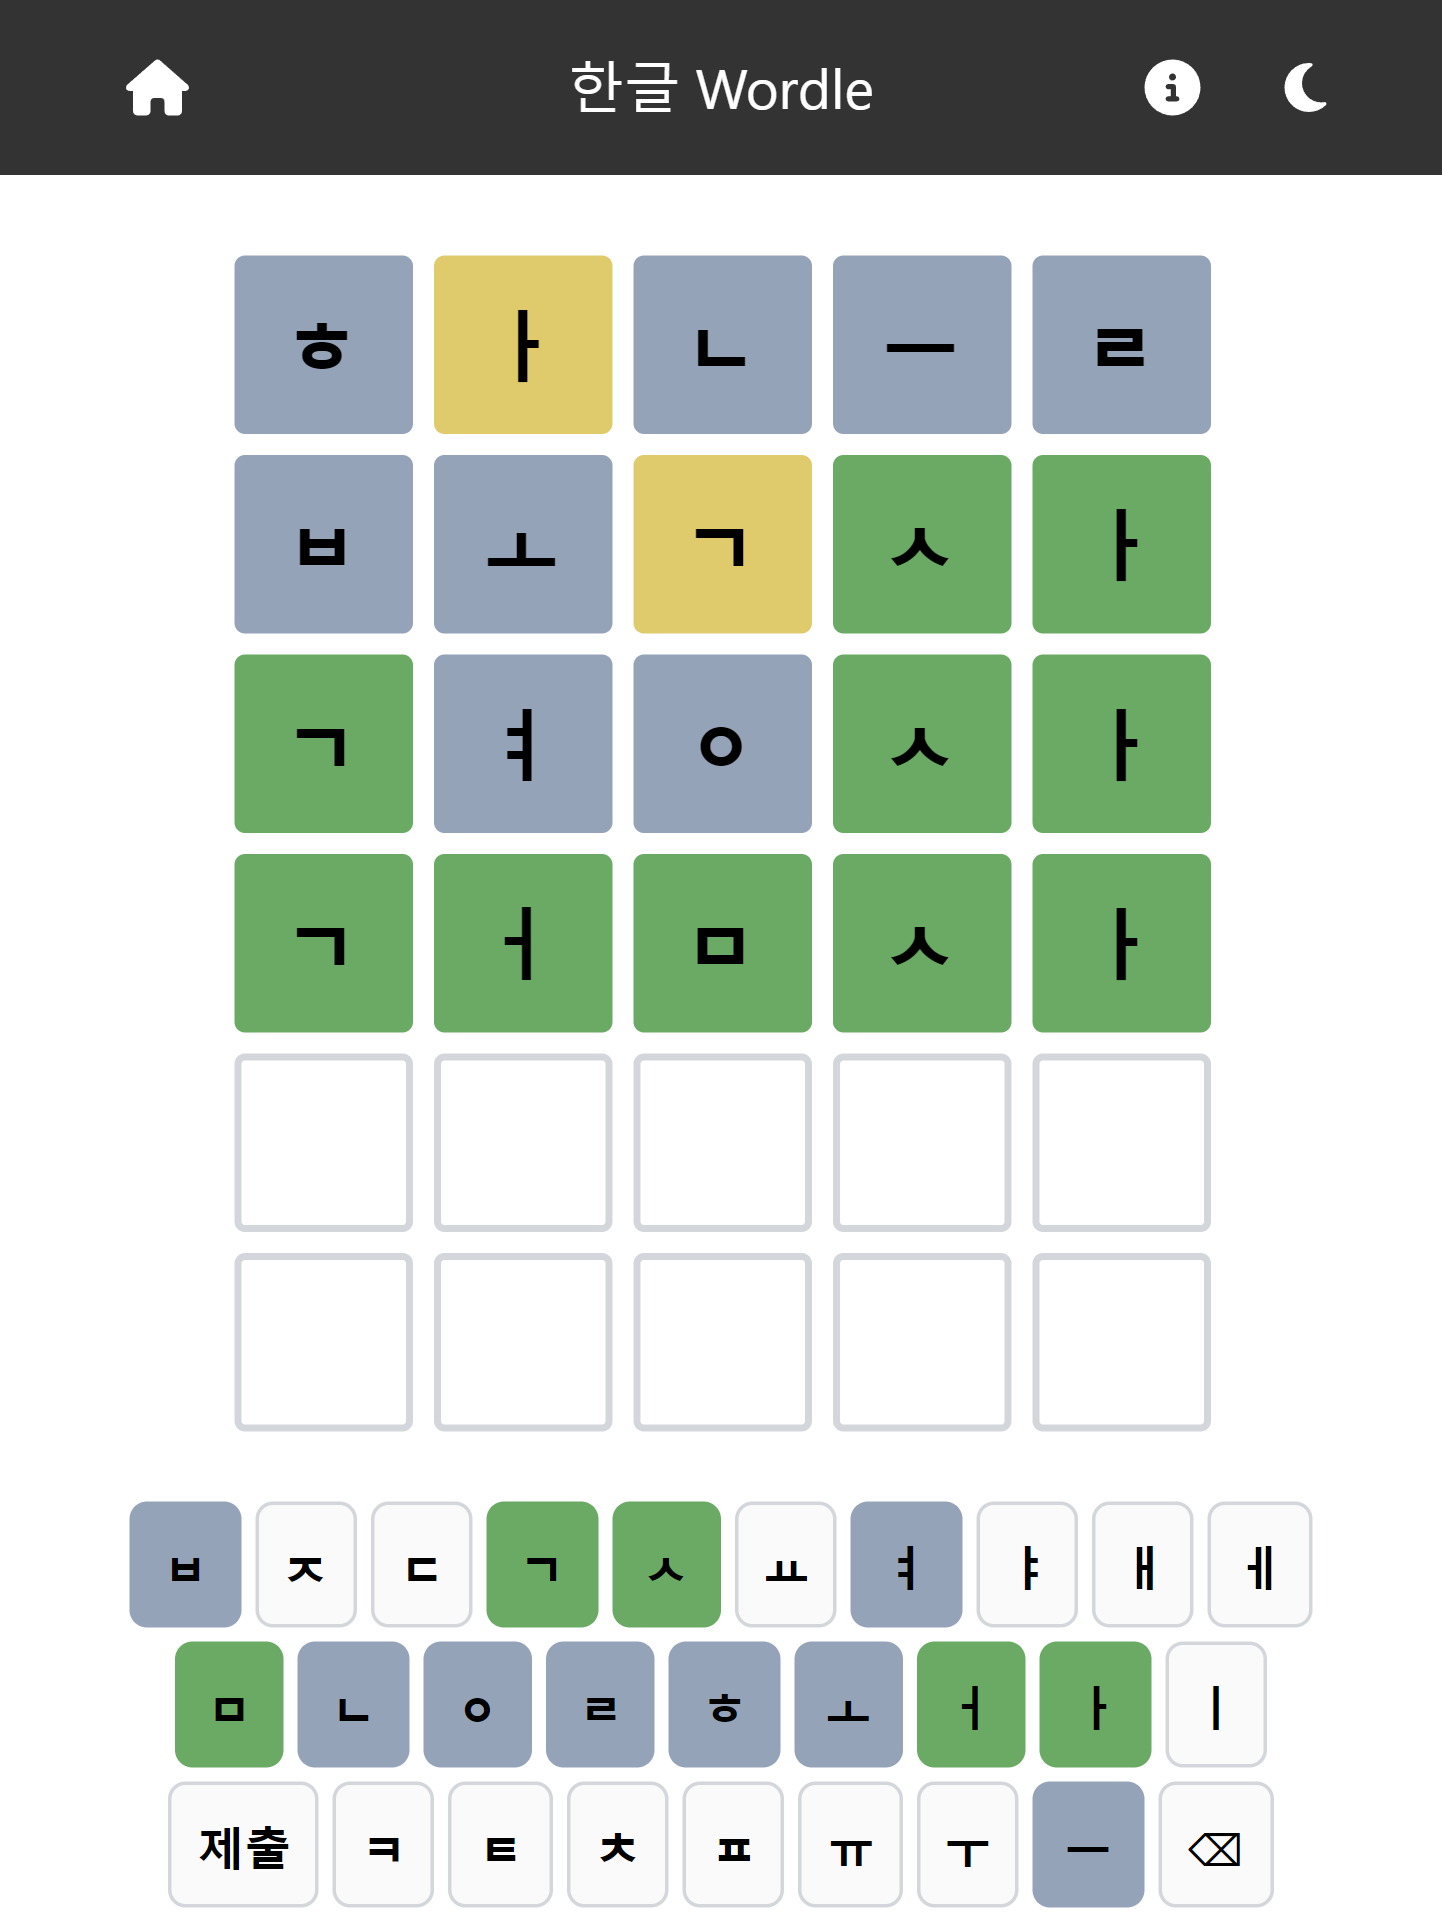 한글 Wordle
ㅎ ㅏ ㄴ ㅡ ㄹ
ㅂ ㅗ ㄱ ㅅ ㅏ
ㄱ ㅕ ㅇ ㅅ ㅏ
ㄱ ㅓ ㅁ ㅅ ㅏ
ㅂ ㅈ ㄷ ㄱ ㅅ ㅛ ㅕ ㅑ ㅐ ㅔ
ㅁ ㄴ ㅇ ㄹ ㅎ ㅗ ㅓ ㅏ ㅣ
제출 ㅋ ㅌ ㅊ ㅍ ㅠ ㅜ ㅡ ⌫